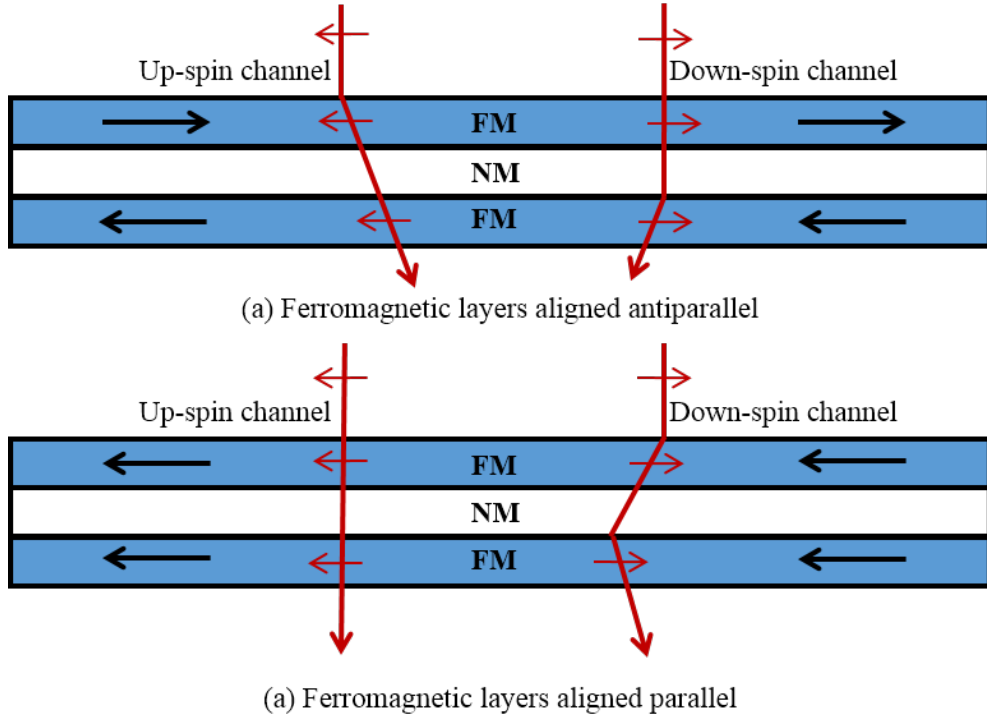 Up-spin channel
Down-spin channel
FM
NM
FM
(a) Ferromagnetic layers aligned antiparallel
Up-spin channel
Down-spin channel
FM
NM
FM
(a) Ferromagnetic layers aligned parallel